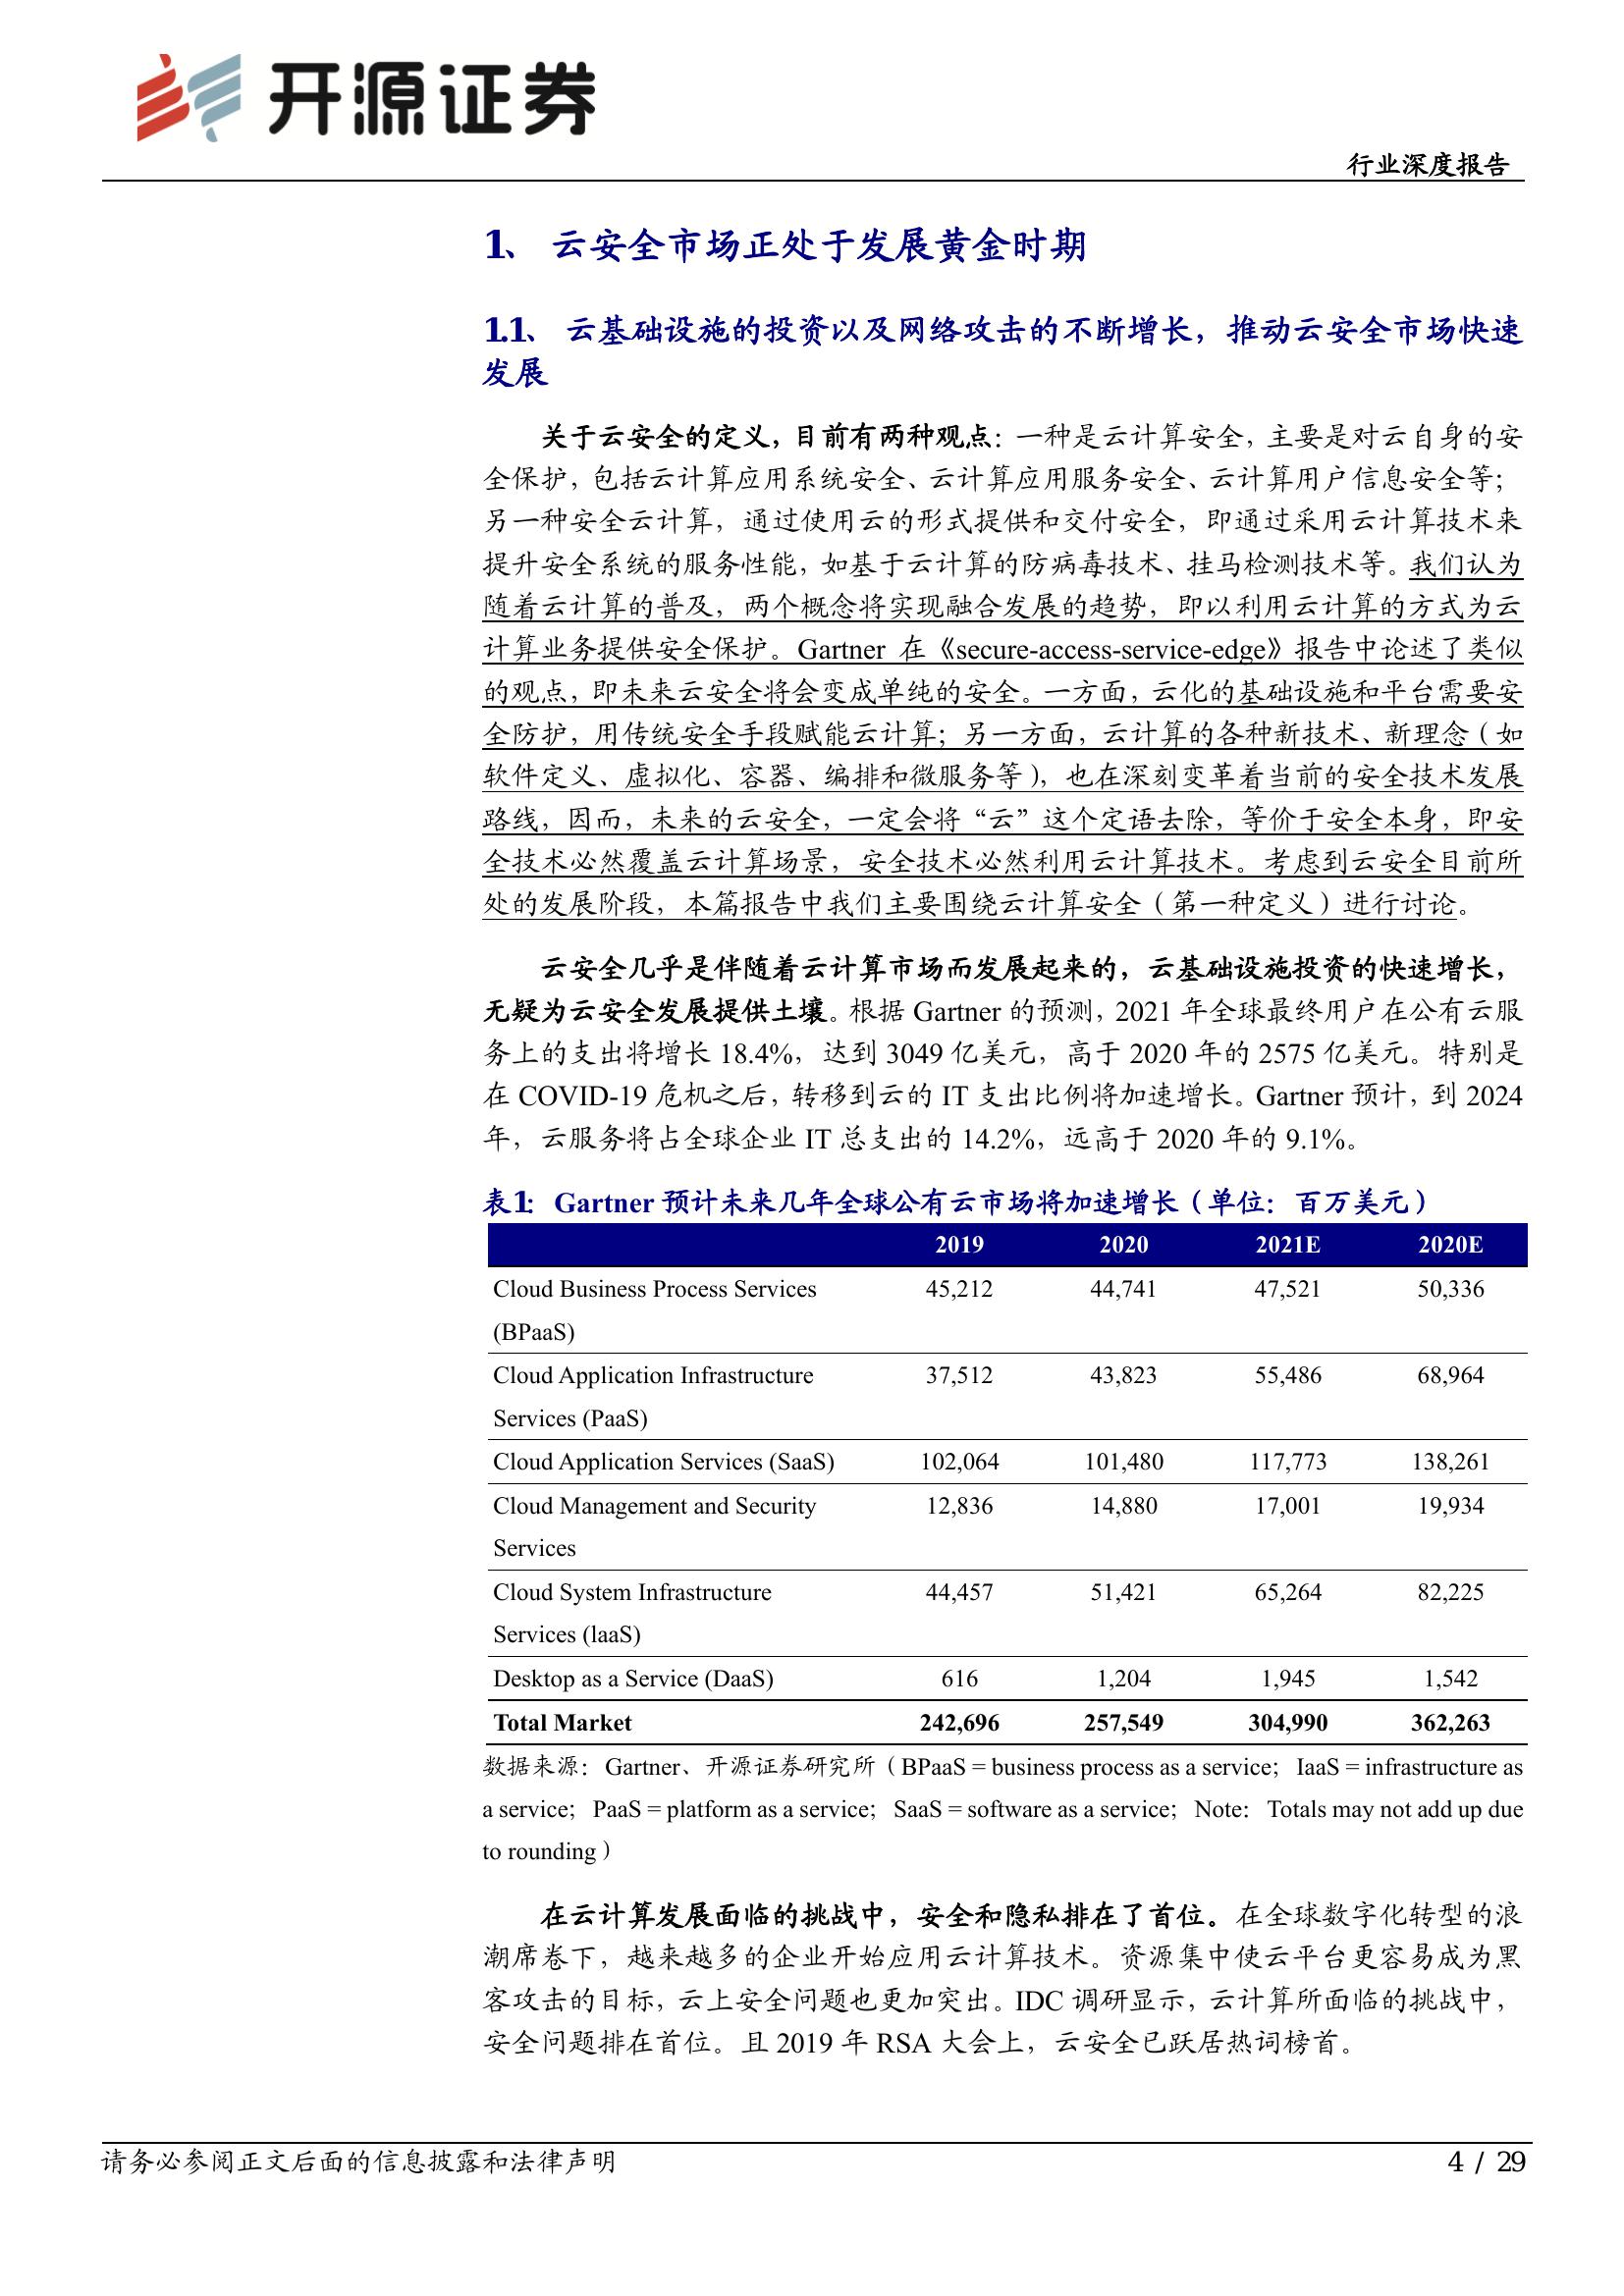 开源证券
行业深度报告
1、 云安全市场正处于发展黄金时期
1.1、 云基础设施的投资以及网络攻击的不断增长，推动云安全市场快速
发展
关于云安全的定义，目前有两种观点：一种是云计算安全，主要是对云自身的安
全保护，包括云计算应用系统安全、云计算应用服务安全、云计算用户信息安全等；
另一种安全云计算，通过使用云的形式提供和交付安全，即通过采用云计算技术来
提升安全系统的服务性能，如基于云计算的防病毒技术、挂马检测技术等。我们认为
随着云计算的普及，两个概念将实现融合发展的趋势，即以利用云计算的方式为云
计算业务提供安全保护。Gartner 在《secure-access-service-edge》报告中论述了类似
的观点，即未来云安全将会变成单纯的安全。一方面，云化的基础设施和平台需要安
全防护，用传统安全手段赋能云计算；另一方面，云计算的各种新技术、新理念（如
软件定义、虚拟化、容器、编排和微服务等），也在深刻变革着当前的安全技术发展
路线，因而，未来的云安全，一定会将“云”这个定语去除，等价于安全本身，即安
全技术必然覆盖云计算场景，安全技术必然利用云计算技术。考虑到云安全目前所
处的发展阶段，本篇报告中我们主要围绕云计算安全（第一种定义）进行讨论。
云安全几乎是伴随着云计算市场而发展起来的，云基础设施投资的快速增长，
无疑为云安全发展提供土壤。根据 Gartner 的预测，2021 年全球最终用户在公有云服
务上的支出将增长 18.4%，达到 3049 亿美元，高于 2020 年的 2575 亿美元。特别是
在 COVID-19 危机之后，转移到云的 IT 支出比例将加速增长。Gartner 预计，到 2024
年，云服务将占全球企业 IT 总支出的 14.2%，远高于 2020 年的 9.1%。
表1：Gartner 预计未来几年全球公有云市场将加速增长（单位：百万美元）
2019 2020 2021E 2020E
Cloud Business Process Services 45,212 44,741 47,521 50,336
(BPaaS)
Cloud Application Infrastructure 37,512 43,823 55,486 68,964
Services (PaaS)
Cloud Application Services (SaaS) 102,064 101,480 117,773 138,261
Cloud Management and Security 12,836 14,880 17,001 19,934
Services
Cloud System Infrastructure 44,457 51,421 65,264 82,225
Services (laaS)
Desktop as a Service (DaaS) 616 1,204 1,945 1,542
Total Market 242,696 257,549 304,990 362,263
数据来源：Gartner、开源证券研究所（BPaaS = business process as a service；IaaS = infrastructure as
a service；PaaS = platform as a service；SaaS = software as a service；Note：Totals may not add up due
to rounding）
在云计算发展面临的挑战中，安全和隐私排在了首位。在全球数字化转型的浪
潮席卷下，越来越多的企业开始应用云计算技术。资源集中使云平台更容易成为黑
客攻击的目标，云上安全问题也更加突出。IDC 调研显示，云计算所面临的挑战中，
安全问题排在首位。且 2019 年 RSA 大会上，云安全已跃居热词榜首。
请务必参阅正文后面的信息披露和法律声明
4 / 29